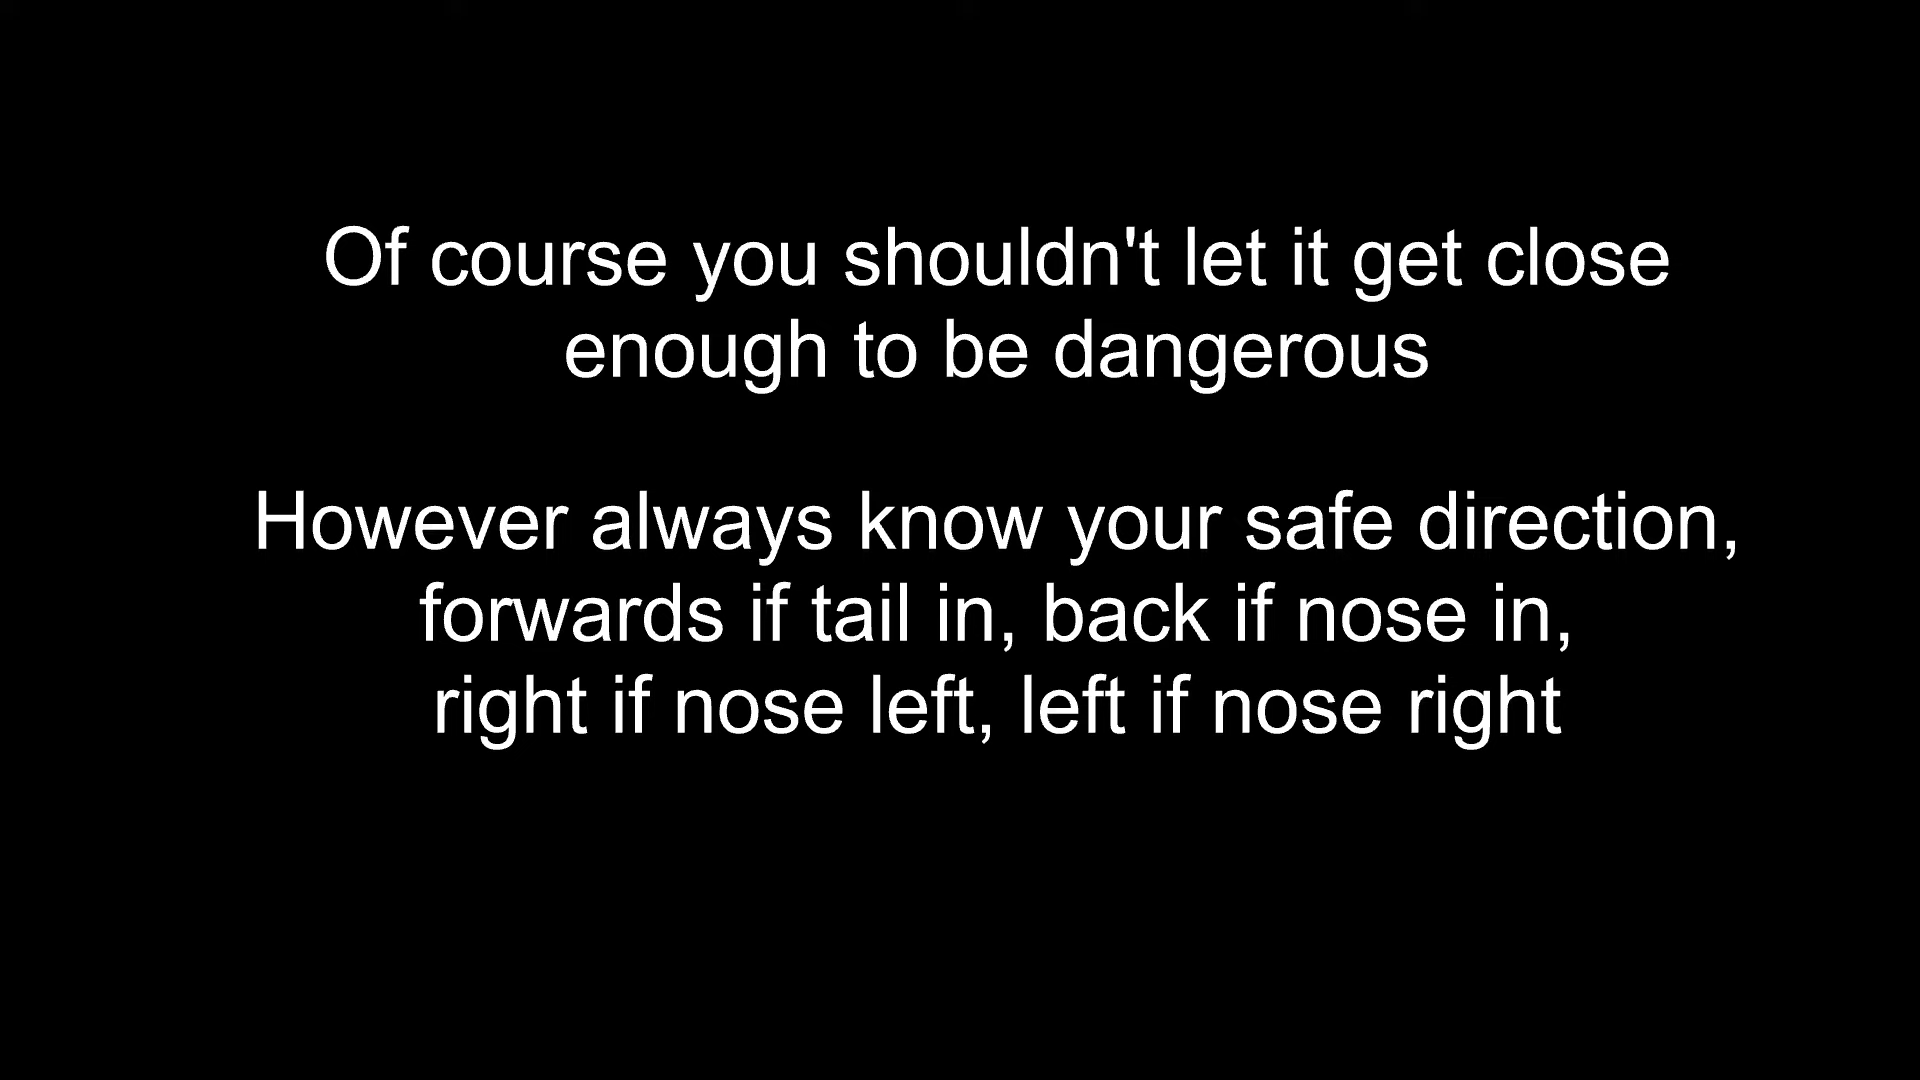 Of course you shouldn't let it get close
enough to be dangerous
However always know your safe direction,
forwards if tail in, back if nose in,
right if nose left, left if nose right